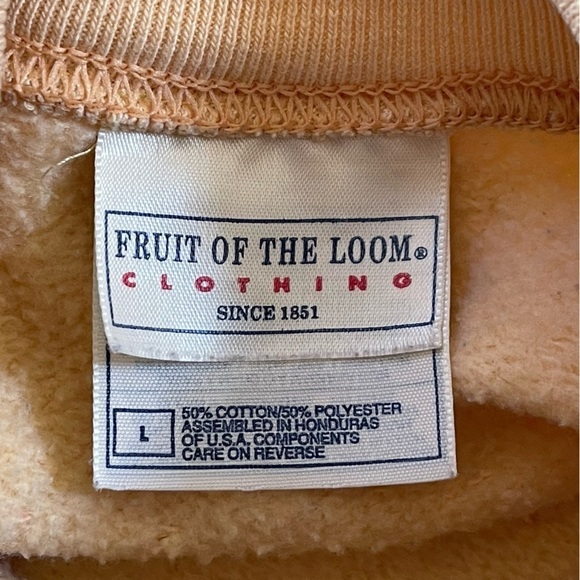 FRUIT OF THE LOOM®
CLOTHING
SINCE 1851
L
50% COTTON/50% POLYESTER
ASSEMBLED IN HONDURAS
OF U.S.A. COMPONENTS
CARE ON REVERSE